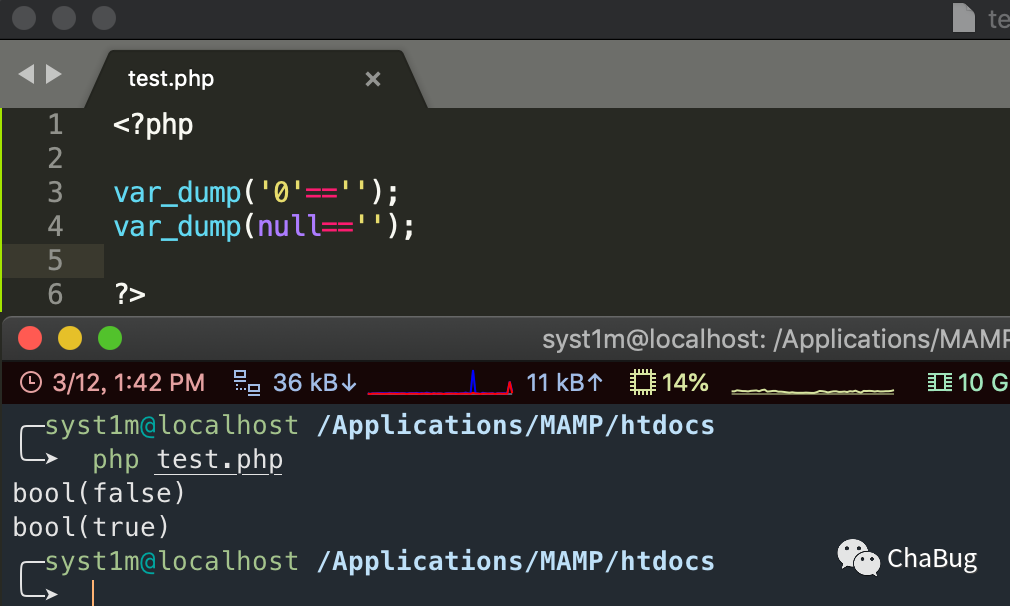 te
test.php ×
1 <?php
2
3 var_dump('0'=='');
4 var_dump(null=='');
5
6 ?>
syst1m@localhost: /Applications/MAMP
3/12, 1:42 PM 36 kB↓ 11 kB↑ 14% 10 G
syst1m@localhost /Applications/MAMP/htdocs
php test.php
bool(false)
bool(true)
syst1m@localhost /Applications/MAMP/htdocs
ChaBug